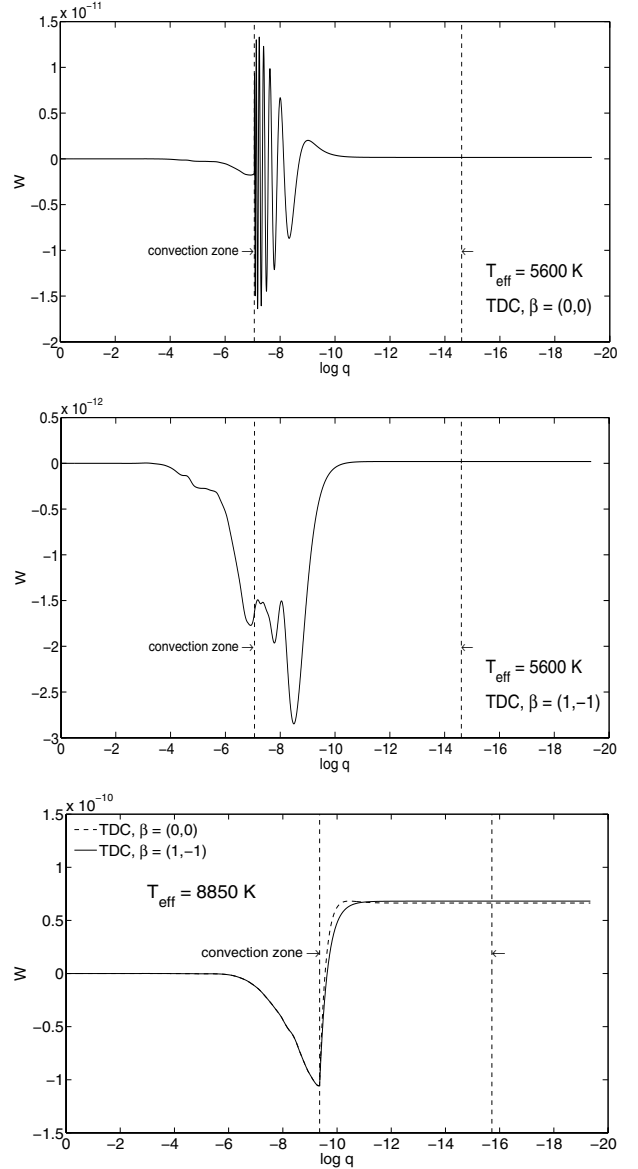 x 10⁻¹¹
1.5
1
0.5
0
−0.5
−1
−1.5
−2
W
convection zone
T_eff = 5600 K
TDC, β = (0,0)
0 −2 −4 −6 −8 −10 −12 −14 −16 −18 −20
log q
x 10⁻¹²
0.5
0
−0.5
−1
−1.5
−2
−2.5
−3
W
convection zone
T_eff = 5600 K
TDC, β = (1,−1)
0 −2 −4 −6 −8 −10 −12 −14 −16 −18 −20
log q
x 10⁻¹⁰
1.5
1
0.5
0
−0.5
−1
−1.5
W
TDC, β = (0,0)
TDC, β = (1,−1)
T_eff = 8850 K
convection zone
0 −2 −4 −6 −8 −10 −12 −14 −16 −18 −20
log q